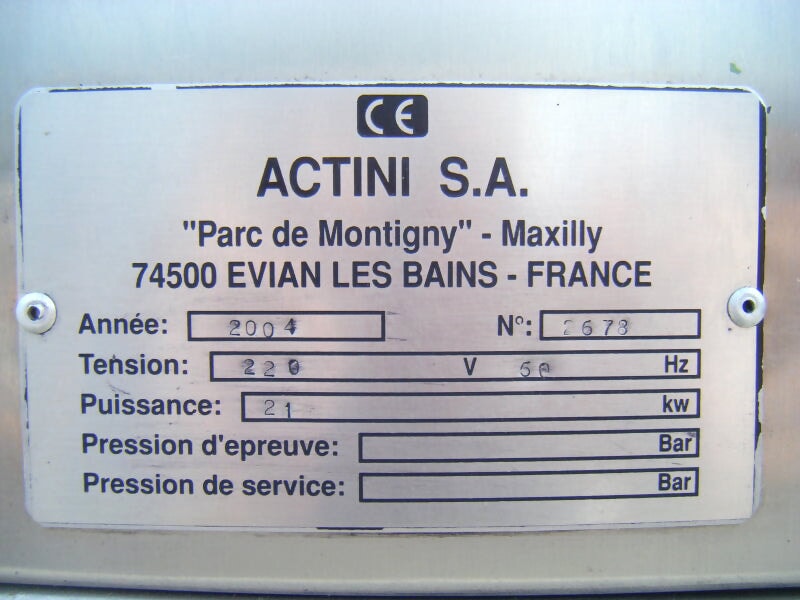 CE
ACTINI S.A.
"Parc de Montigny" - Maxilly
74500 EVIAN LES BAINS - FRANCE
Année: 2004 N°: 2678
Tension: 220 V Hz
Puissance: 21 kw
Pression d'epreuve: Bar
Pression de service: Bar